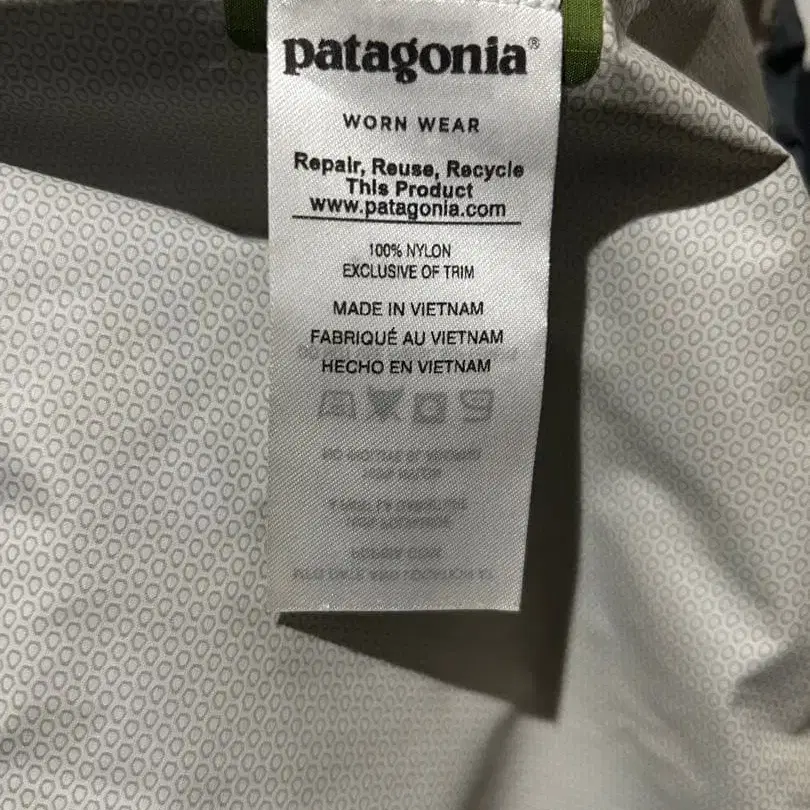 patagonia®
WORN WEAR
Repair, Reuse, Recycle
This Product
www.patagonia.com
100% NYLON
EXCLUSIVE OF TRIM
MADE IN VIETNAM
FABRIQUÉ AU VIETNAM
HECHO EN VIETNAM